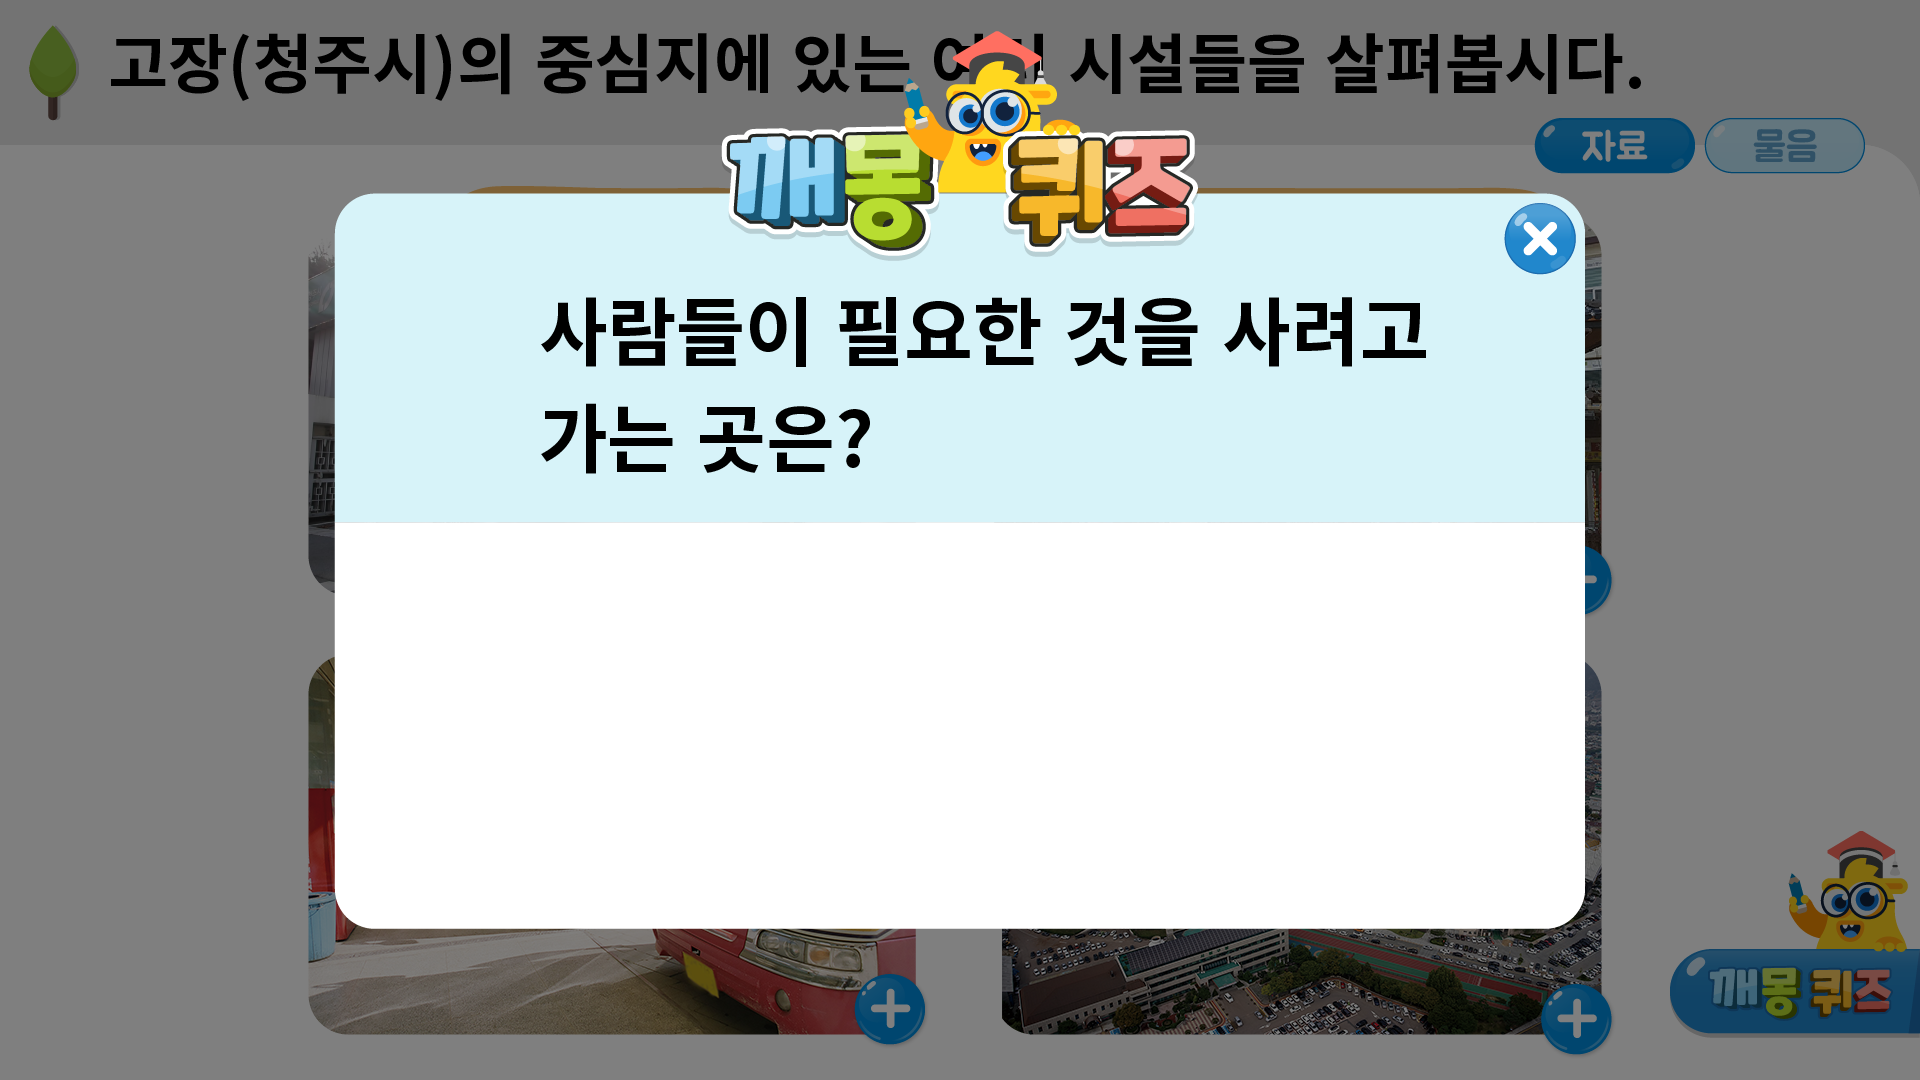 고장(청주시)의 중심지에 있는 여러 시설들을 살펴봅시다.
자료
물음
깨몽 퀴즈
사람들이 필요한 것을 사려고
가는 곳은?
깨몽 퀴즈